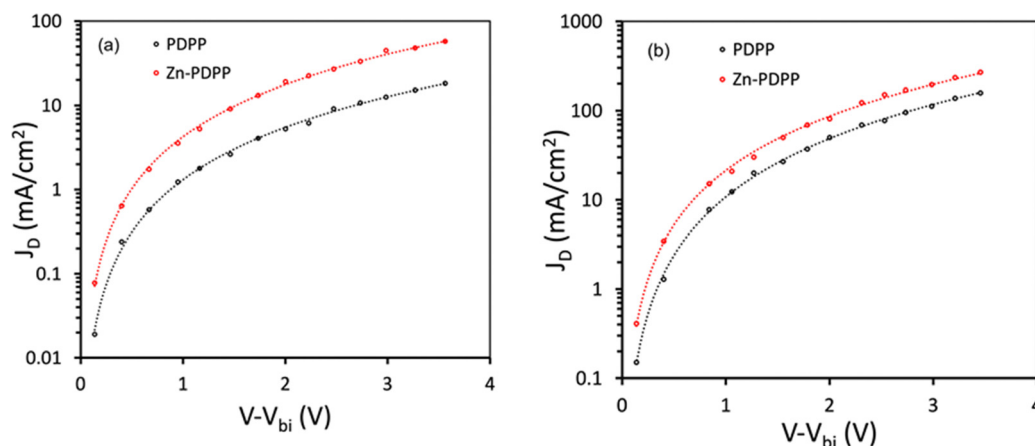 (a)
PDPP
Zn-PDPP
100
10
1
0.1
0.01
J_D (mA/cm²)
0
1
2
3
4
V-V_bi (V)
(b)
PDPP
Zn-PDPP
1000
100
10
1
0.1
J_D (mA/cm²)
0
1
2
3
4
V-V_bi (V)